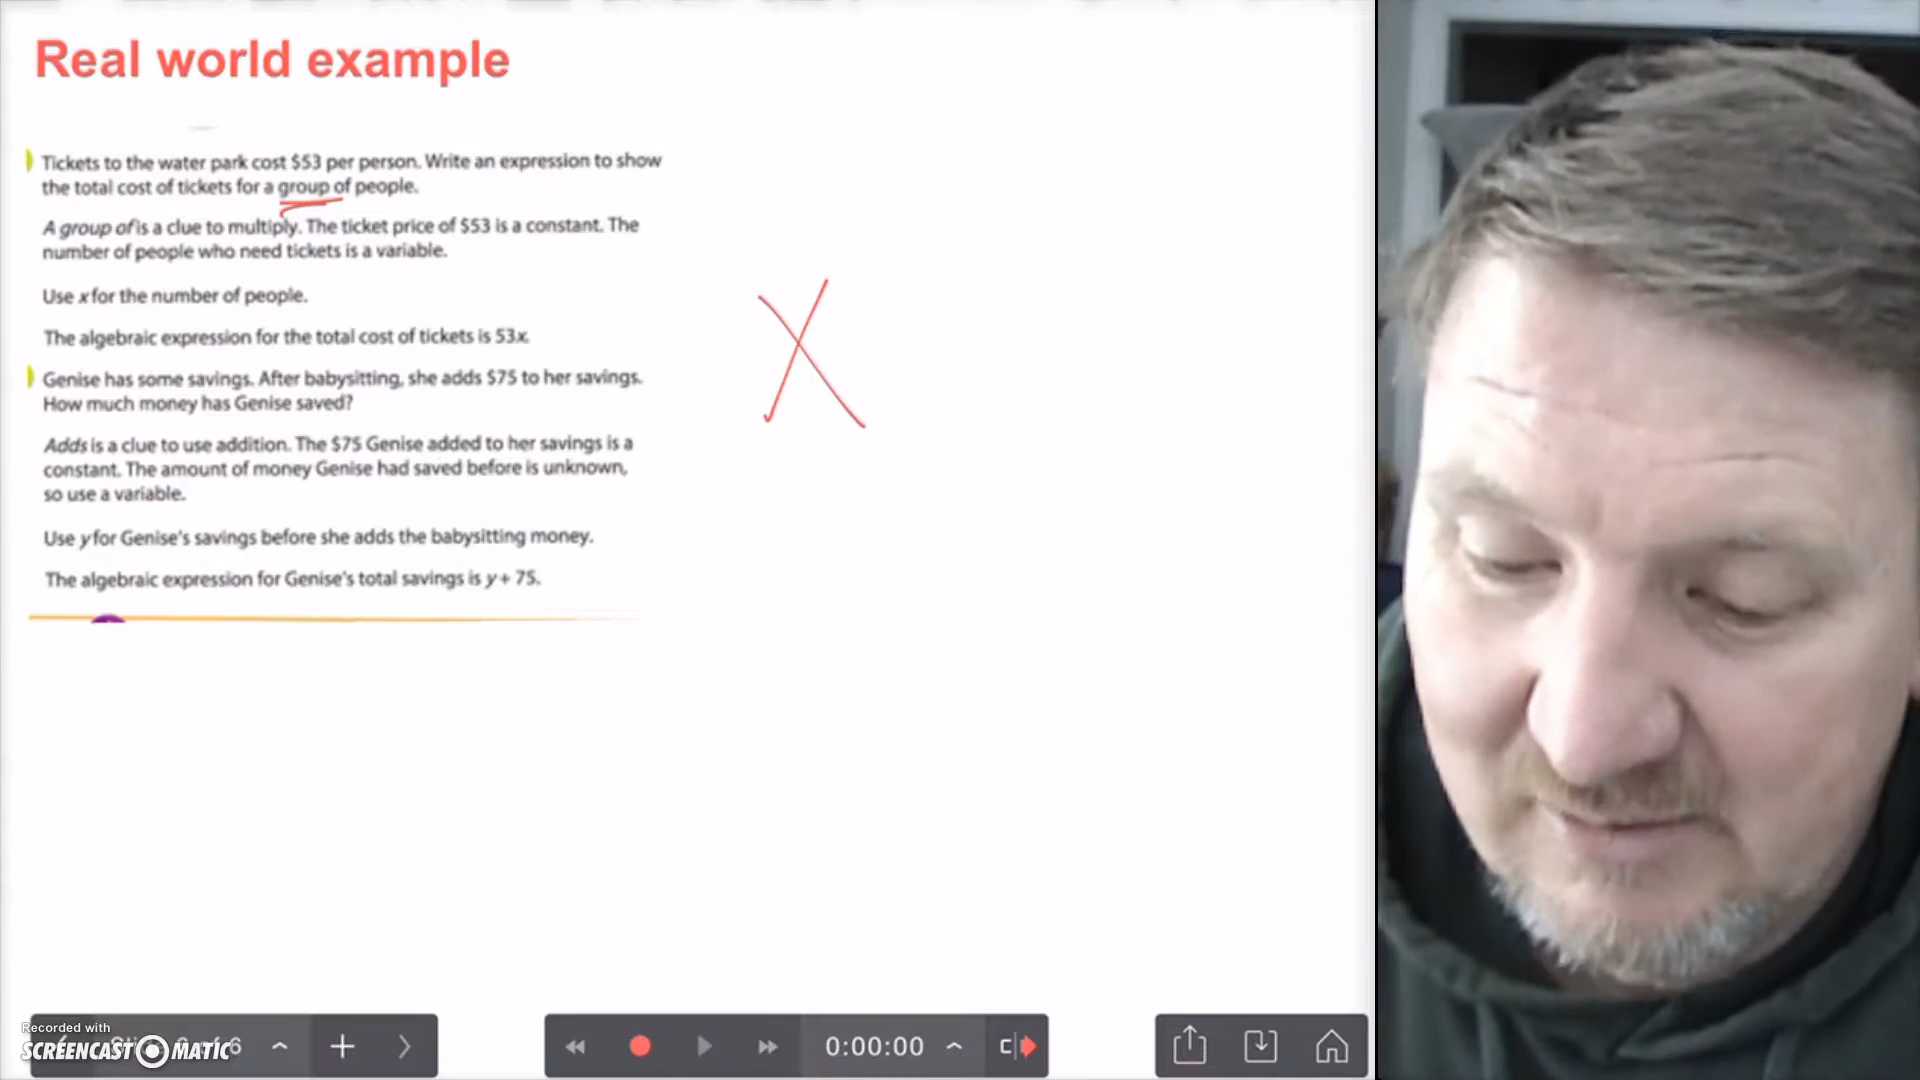 Real world example
Tickets to the water park cost $53 per person. Write an expression to show
the total cost of tickets for a group of people.
A group of is a clue to multiply. The ticket price of $53 is a constant. The
number of people who need tickets is a variable.
Use x for the number of people.
The algebraic expression for the total cost of tickets is 53x.
Genise has some savings. After babysitting, she adds $75 to her savings.
How much money has Genise saved?
Adds is a clue to use addition. The $75 Genise added to her savings is a
constant. The amount of money Genise had saved before is unknown,
so use a variable.
Use y for Genise's savings before she adds the babysitting money.
The algebraic expression for Genise's total savings is y + 75.
X
Recorded with
SCREENCAST MATIC
6
0:00:00